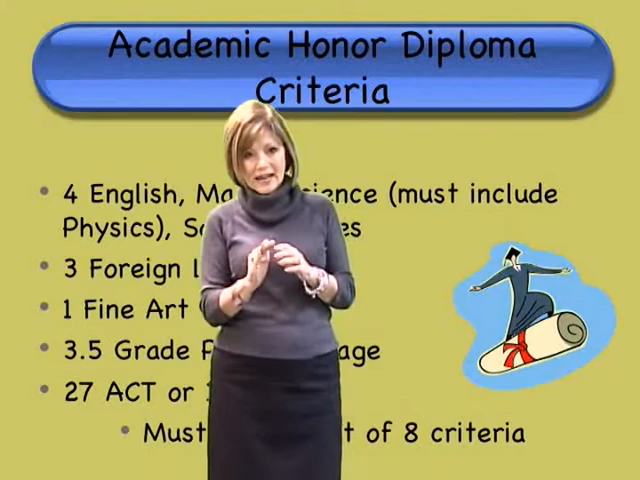 Academic Honor Diploma
Criteria
4 English, Ma ience (must include
Physics), S es
3 Foreign
1 Fine Art
3.5 Grade P age
27 ACT or
Must t of 8 criteria